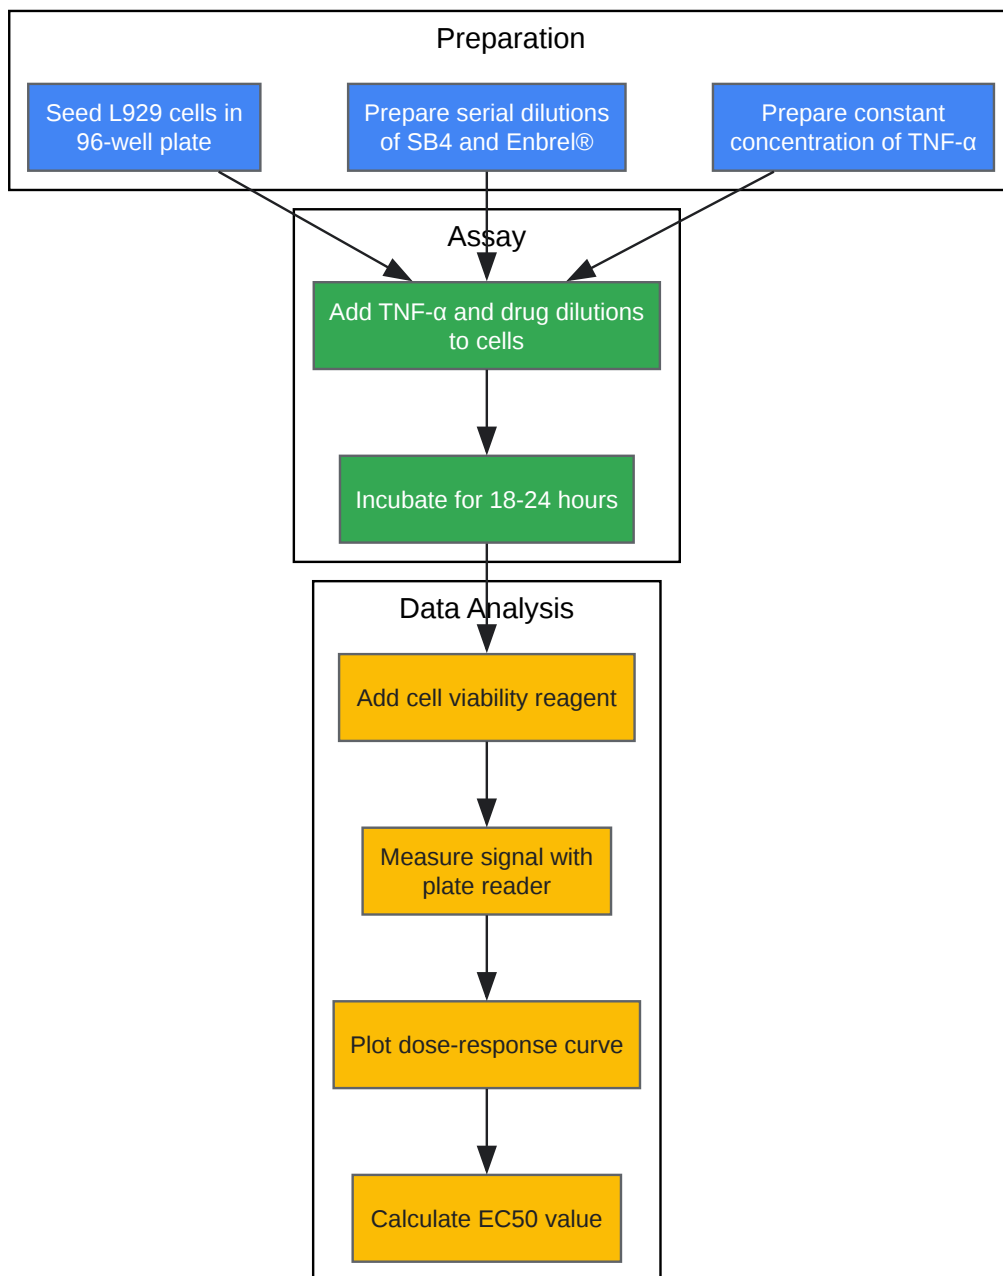 Preparation
Seed L929 cells in
96-well plate
Prepare serial dilutions
of SB4 and Enbrel®
Prepare constant
concentration of TNF-α
Assay
Add TNF-α and drug dilutions
to cells
Incubate for 18-24 hours
Data Analysis
Add cell viability reagent
Measure signal with
plate reader
Plot dose-response curve
Calculate EC50 value